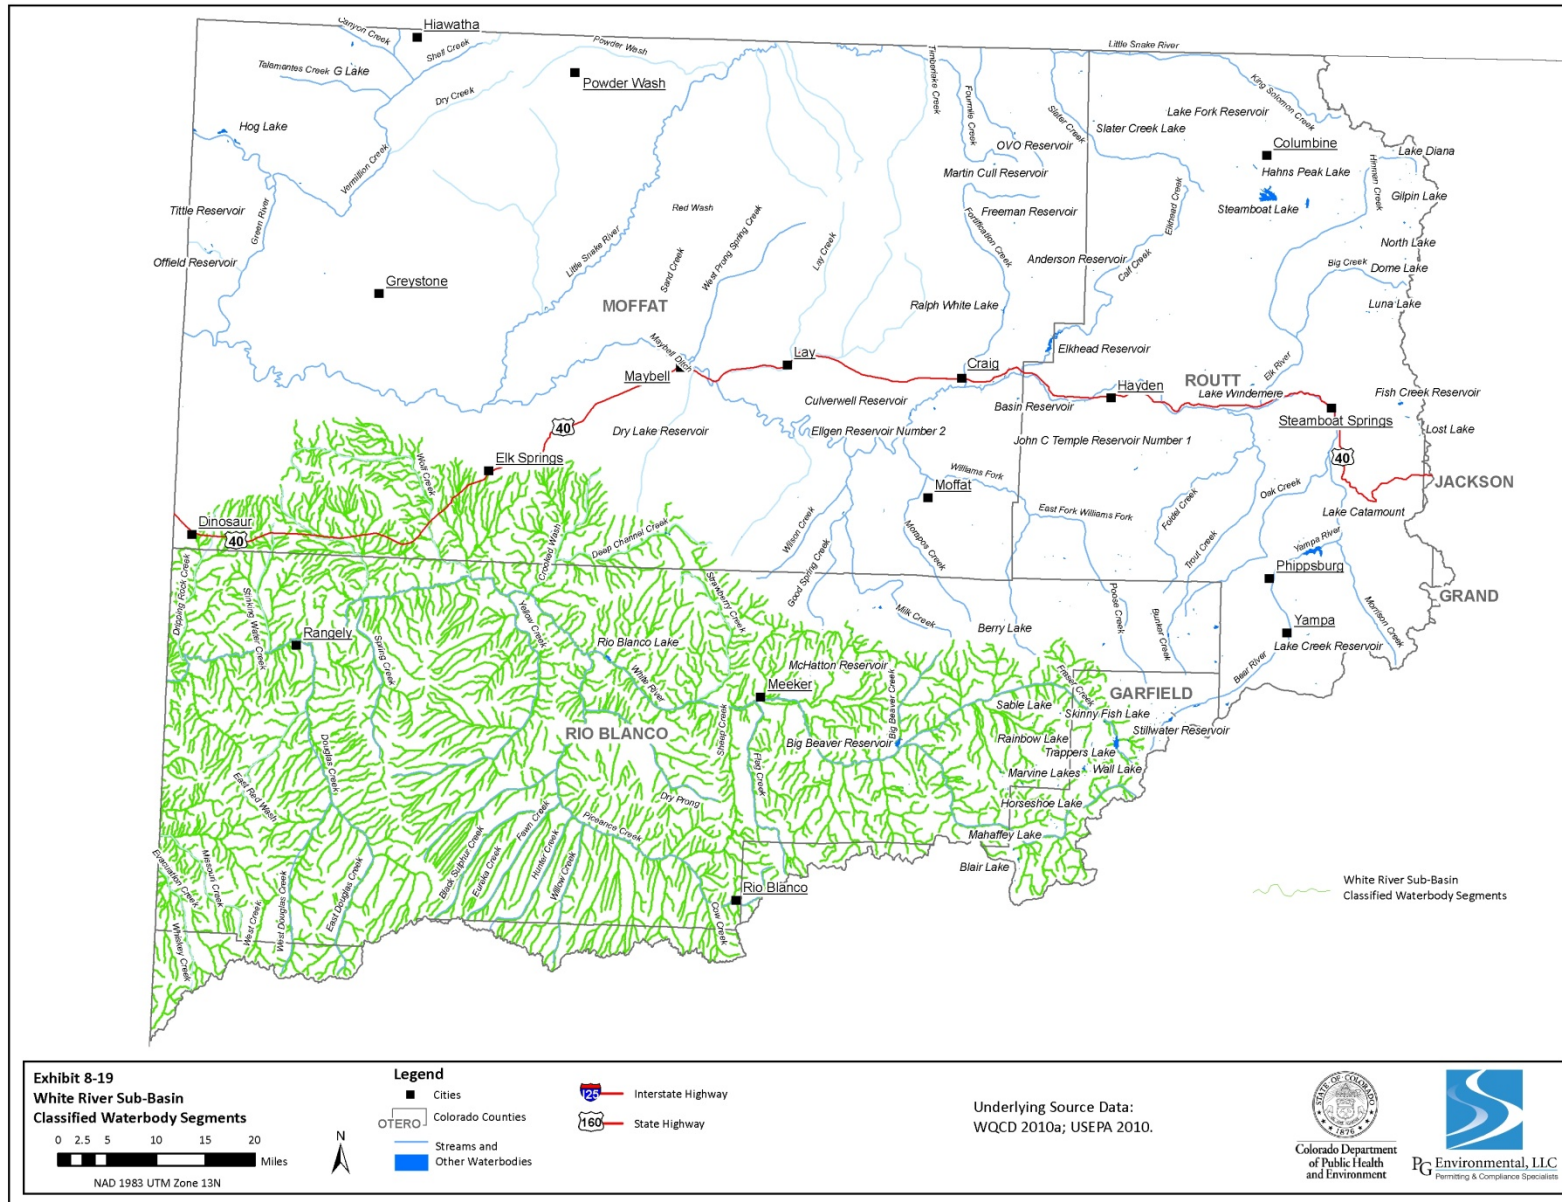 Canyon Creek
Hiawatha
Shell Creek
Powder Wash
Little Snake River
Talamantes Creek
G Lake
Powder Wash
Dry Creek
Timberlake Creek
Fourmile Creek
Slater Creek
King Solomon Creek
Lake Fork Reservoir
Slater Creek Lake
Columbine
Hog Lake
OVO Reservoir
Lake Diana
Vermillion Creek
Martin Cull Reservoir
Hahns Peak Lake
Hinman Creek
Gilpin Lake
Tittle Reservoir
Green River
Red Wash
Freeman Reservoir
Elkhead Creek
Steamboat Lake
Little Snake River
Sand Creek
West Prong Spring Creek
Lay Creek
Fortification Creek
North Lake
Offield Reservoir
Anderson Reservoir
Calf Creek
Big Creek
Dome Lake
Greystone
MOFFAT
Ralph White Lake
Luna Lake
Maybell Ditch
Lay
Elkhead Reservoir
Elk River
Maybell
Craig
Hayden
ROUTT
Lake Windemere
Fish Creek Reservoir
Culverwell Reservoir
Basin Reservoir
Steamboat Springs
40
Dry Lake Reservoir
Ellgen Reservoir Number 2
John C Temple Reservoir Number 1
Lost Lake
40
Wolf Creek
Elk Springs
Williams Fork
Moffat
Oak Creek
JACKSON
Foidel Creek
Lake Catamount
East Fork Williams Fork
Dinosaur
40
Crooked Wash
Deep Channel Creek
Wilson Creek
Morapos Creek
Trout Creek
Yampa River
Good Spring Creek
Phippsburg
Dripping Rock Creek
Stinking Water Creek
Strawberry Creek
GRAND
Yellow Creek
Milk Creek
Poose Creek
Bunker Creek
Morrison Creek
Rangely
Spring Creek
Rio Blanco Lake
Berry Lake
Yampa
Lake Creek Reservoir
White River
McHatton Reservoir
Bear River
Meeker
Big Beaver Creek
Fraser Creek
GARFIELD
Sable Lake
Skinny Fish Lake
RIO BLANCO
Sheep Creek
Big Beaver Reservoir
Rainbow Lake
Stillwater Reservoir
Trappers Lake
Douglas Creek
Flag Creek
Marvine Lakes
Wall Lake
East Red Wash
Dry Prong
Horseshoe Lake
Piceance Creek
Fawn Creek
Mahaffey Lake
Evacuation Creek
Missouri Creek
Black Sulphur Creek
Eureka Creek
Hunter Creek
Willow Creek
Blair Lake
West Creek
West Douglas Creek
East Douglas Creek
Rio Blanco
Cow Creek
Whiskey Creek
White River Sub-Basin
Classified Waterbody Segments
Exhibit 8-19
White River Sub-Basin
Classified Waterbody Segments
0 2.5 5 10 15 20
Miles
NAD 1983 UTM Zone 13N
N
Legend
Cities
OTERO
Colorado Counties
Streams and
Other Waterbodies
I25
Interstate Highway
160
State Highway
Underlying Source Data:
WQCD 2010a; USEPA 2010.
STATE OF COLORADO
1876
Colorado Department
of Public Health
and Environment
PG Environmental, LLC
Permitting & Compliance Specialists